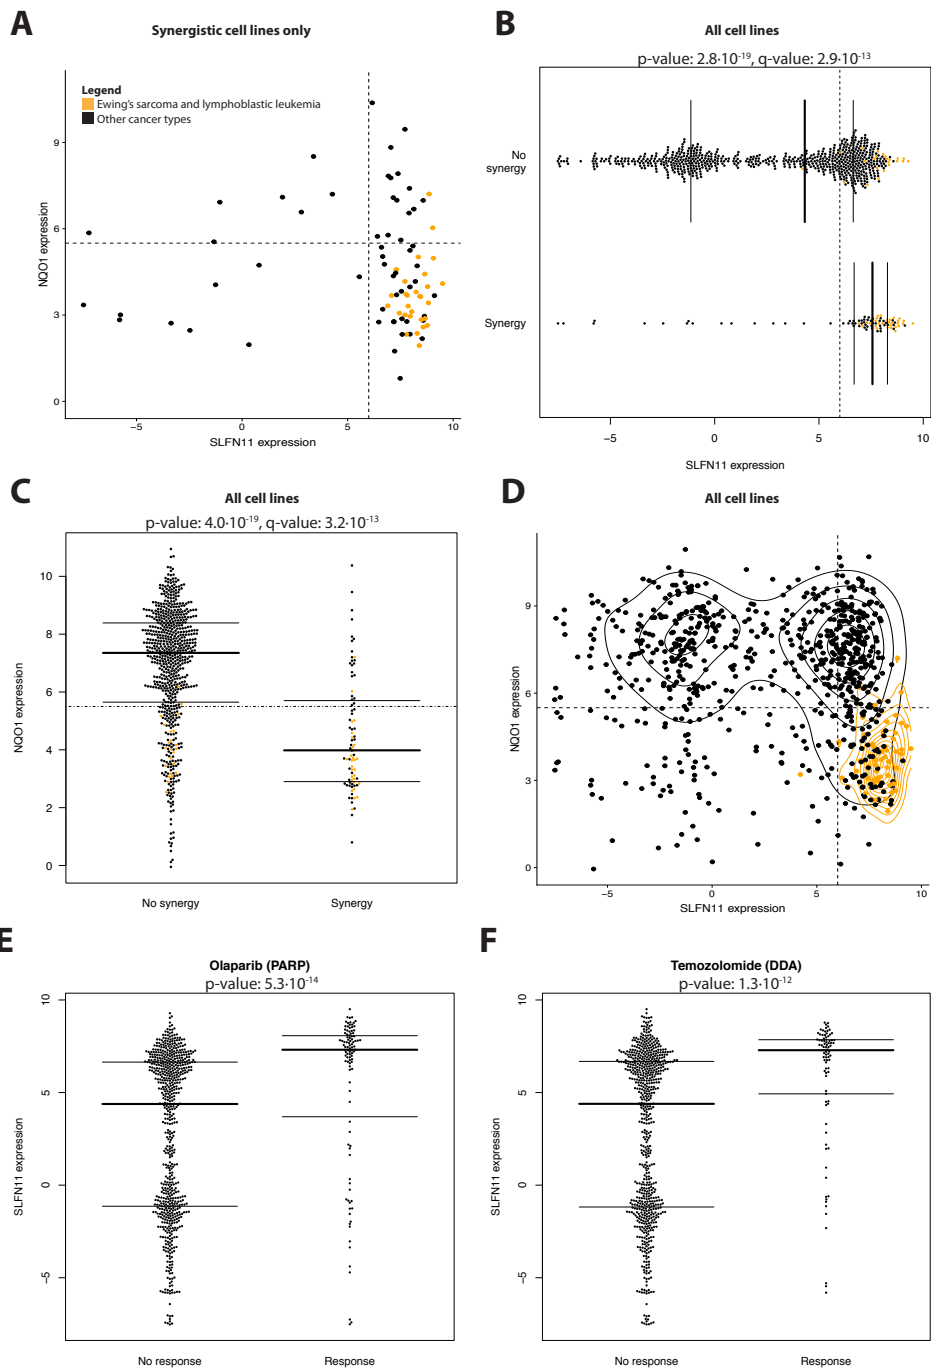 A
Synergistic cell lines only
Legend
Ewing's sarcoma and lymphoblastic leukemia
Other cancer types
NQO1 expression
9
6
3
0
−5
0
5
10
SLFN11 expression
B
All cell lines
p-value: 2.8·10⁻¹⁹, q-value: 2.9·10⁻¹³
No
synergy
Synergy
−5
0
5
10
SLFN11 expression
C
All cell lines
p-value: 4.0·10⁻¹⁹, q-value: 3.2·10⁻¹³
NQO1 expression
10
8
6
4
2
0
No synergy
Synergy
D
All cell lines
NQO1 expression
9
6
3
0
−5
0
5
10
SLFN11 expression
E
Olaparib (PARP)
p-value: 5.3·10⁻¹⁴
SLFN11 expression
10
5
0
−5
No response
Response
F
Temozolomide (DDA)
p-value: 1.3·10⁻¹²
SLFN11 expression
10
5
0
−5
No response
Response